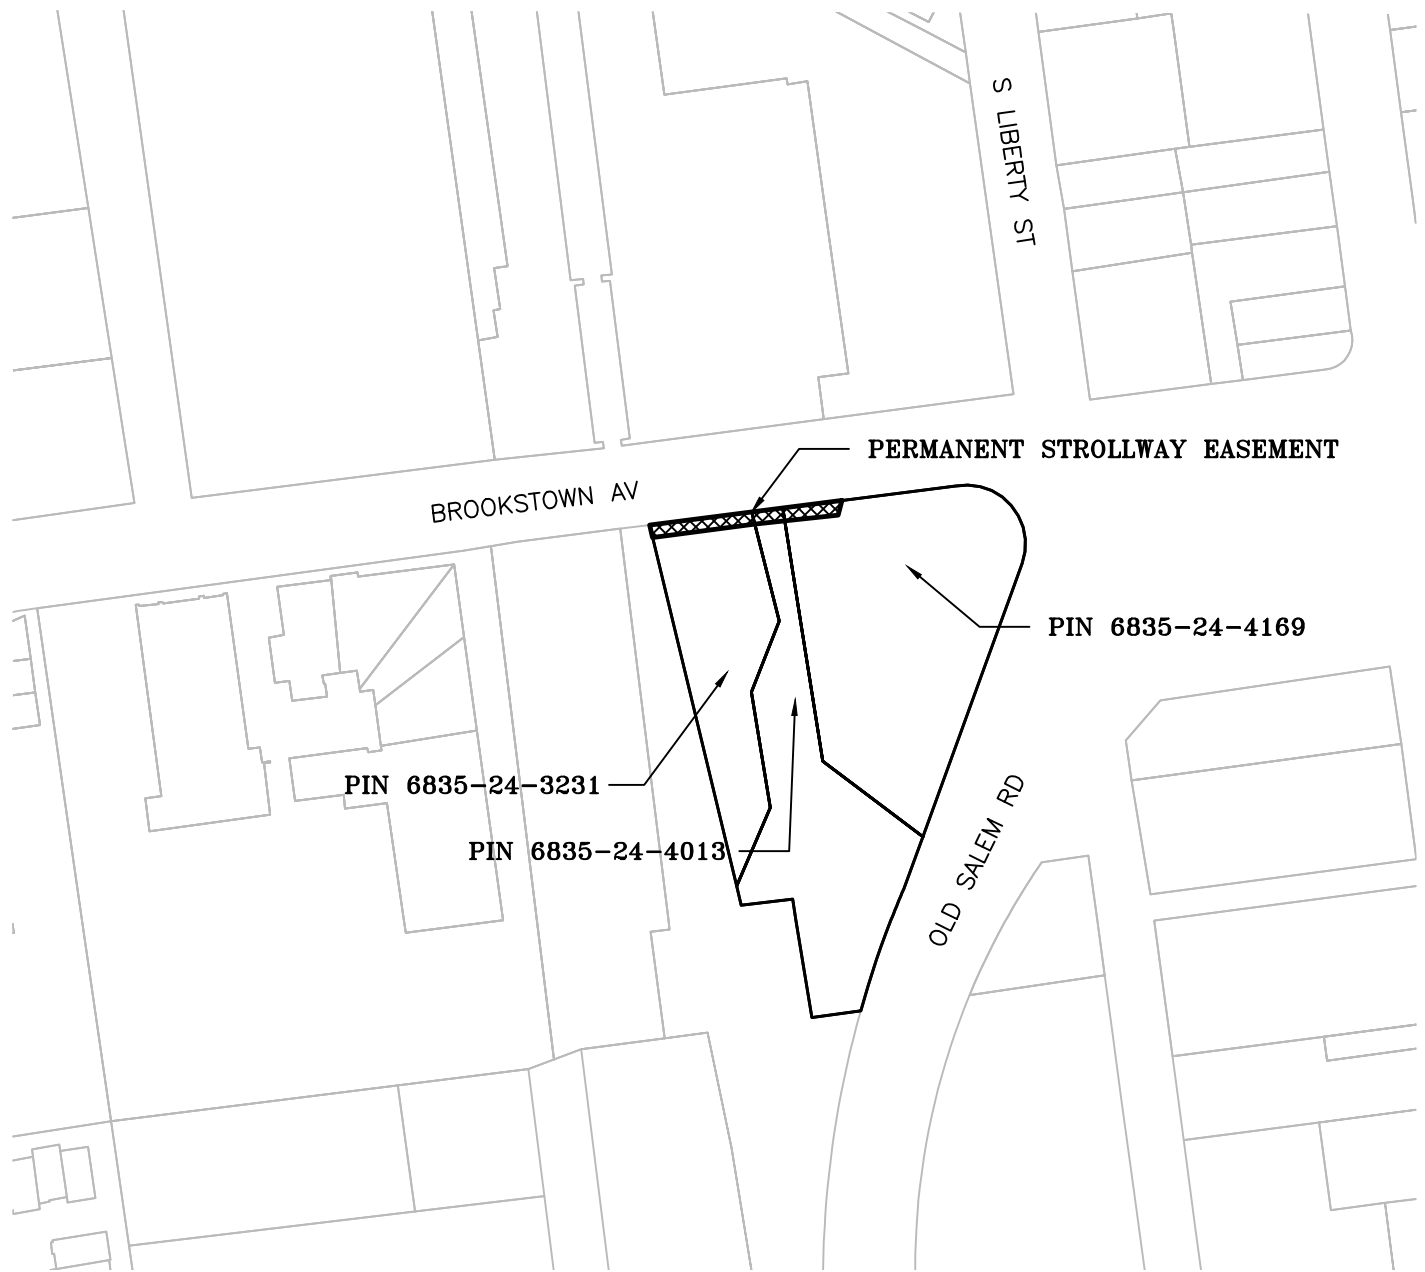 S LIBERTY ST
PERMANENT STROLLWAY EASEMENT
BROOKSTOWN AV
PIN 6835-24-4169
PIN 6835-24-3231
PIN 6835-24-4013
OLD SALEM RD